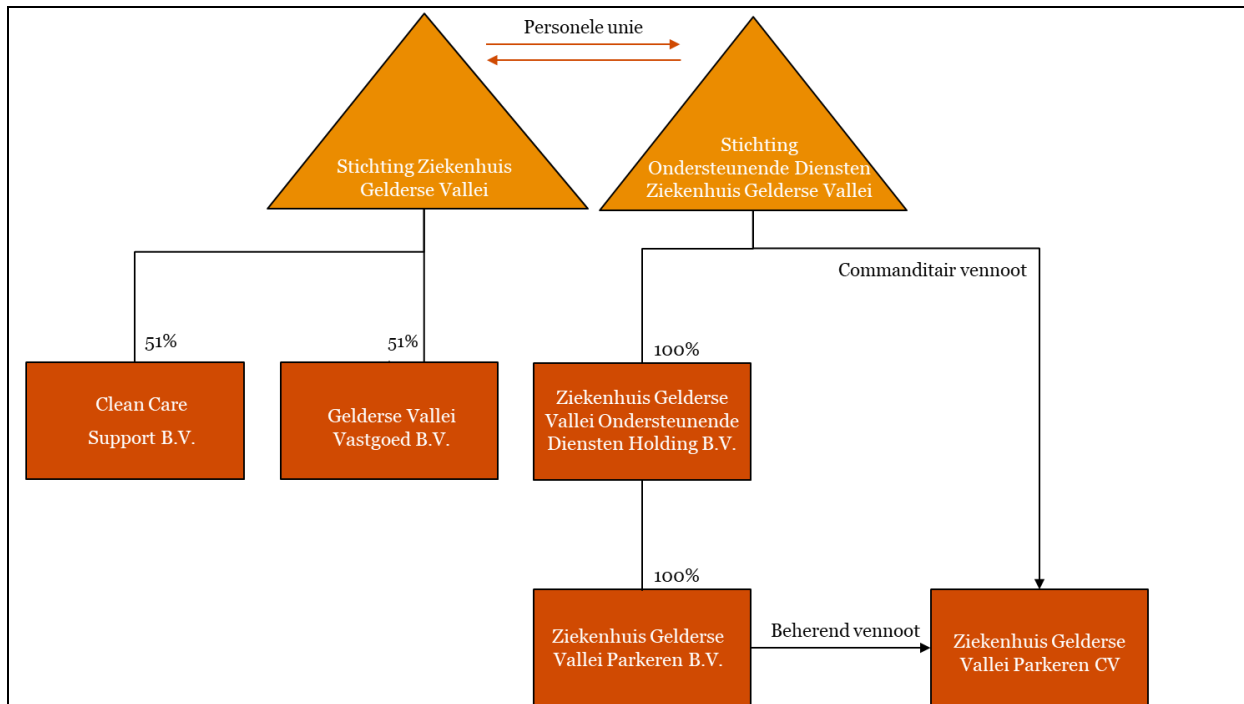 Personele unie
Stichting Ziekenhuis
Gelderse Vallei
Stichting
Ondersteunende Diensten
Ziekenhuis Gelderse Vallei
Commanditair vennoot
51%
51%
100%
Clean Care
Support B.V.
Gelderse Vallei
Vastgoed B.V.
Ziekenhuis Gelderse
Vallei Ondersteunende
Diensten Holding B.V.
100%
Ziekenhuis Gelderse
Vallei Parkeren B.V.
Beherend vennoot
Ziekenhuis Gelderse
Vallei Parkeren CV